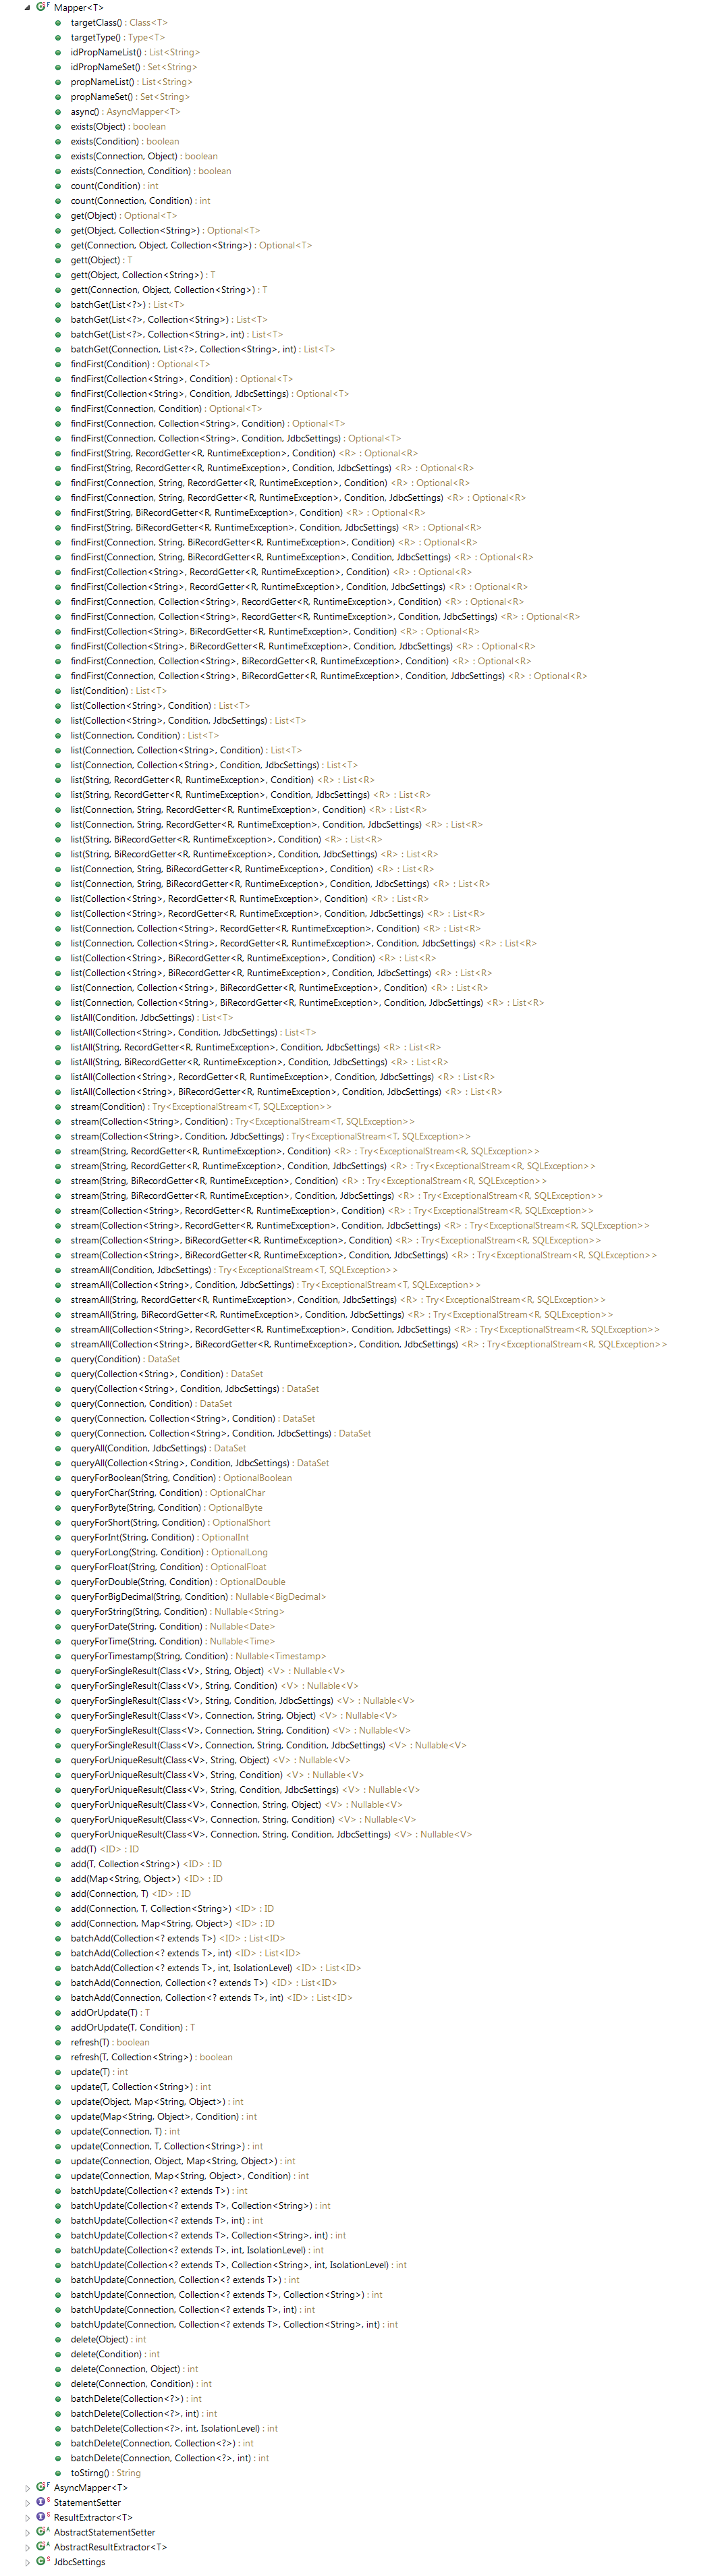 Mapper<T>
targetClass() : Class<T>
targetType() : Type<T>
idPropNameList() : List<String>
idPropNameSet() : Set<String>
propNameList() : List<String>
propNameSet() : Set<String>
async() : AsyncMapper<T>
exists(Object) : boolean
exists(Condition) : boolean
exists(Connection, Object) : boolean
exists(Connection, Condition) : boolean
count(Condition) : int
count(Connection, Condition) : int
get(Object) : Optional<T>
get(Object, Collection<String>) : Optional<T>
get(Connection, Object, Collection<String>) : Optional<T>
gett(Object) : T
gett(Object, Collection<String>) : T
gett(Connection, Object, Collection<String>) : T
batchGet(List<?>) : List<T>
batchGet(List<?>, Collection<String>) : List<T>
batchGet(List<?>, Collection<String>, int) : List<T>
batchGet(Connection, List<?>, Collection<String>, int) : List<T>
findFirst(Condition) : Optional<T>
findFirst(Collection<String>, Condition) : Optional<T>
findFirst(Collection<String>, Condition, JdbcSettings) : Optional<T>
findFirst(Connection, Condition) : Optional<T>
findFirst(Connection, Collection<String>, Condition) : Optional<T>
findFirst(Connection, Collection<String>, Condition, JdbcSettings) : Optional<T>
findFirst(String, RecordGetter<R, RuntimeException>, Condition) <R> : Optional<R>
findFirst(String, RecordGetter<R, RuntimeException>, Condition, JdbcSettings) <R> : Optional<R>
findFirst(Connection, String, RecordGetter<R, RuntimeException>, Condition) <R> : Optional<R>
findFirst(Connection, String, RecordGetter<R, RuntimeException>, Condition, JdbcSettings) <R> : Optional<R>
findFirst(String, BiRecordGetter<R, RuntimeException>, Condition) <R> : Optional<R>
findFirst(String, BiRecordGetter<R, RuntimeException>, Condition, JdbcSettings) <R> : Optional<R>
findFirst(Connection, String, BiRecordGetter<R, RuntimeException>, Condition) <R> : Optional<R>
findFirst(Connection, String, BiRecordGetter<R, RuntimeException>, Condition, JdbcSettings) <R> : Optional<R>
findFirst(Collection<String>, RecordGetter<R, RuntimeException>, Condition) <R> : Optional<R>
findFirst(Collection<String>, RecordGetter<R, RuntimeException>, Condition, JdbcSettings) <R> : Optional<R>
findFirst(Connection, Collection<String>, RecordGetter<R, RuntimeException>, Condition) <R> : Optional<R>
findFirst(Connection, Collection<String>, RecordGetter<R, RuntimeException>, Condition, JdbcSettings) <R> : Optional<R>
findFirst(Collection<String>, BiRecordGetter<R, RuntimeException>, Condition) <R> : Optional<R>
findFirst(Collection<String>, BiRecordGetter<R, RuntimeException>, Condition, JdbcSettings) <R> : Optional<R>
findFirst(Connection, Collection<String>, BiRecordGetter<R, RuntimeException>, Condition) <R> : Optional<R>
findFirst(Connection, Collection<String>, BiRecordGetter<R, RuntimeException>, Condition, JdbcSettings) <R> : Optional<R>
list(Condition) : List<T>
list(Collection<String>, Condition) : List<T>
list(Collection<String>, Condition, JdbcSettings) : List<T>
list(Connection, Condition) : List<T>
list(Connection, Collection<String>, Condition) : List<T>
list(Connection, Collection<String>, Condition, JdbcSettings) : List<T>
list(String, RecordGetter<R, RuntimeException>, Condition) <R> : List<R>
list(String, RecordGetter<R, RuntimeException>, Condition, JdbcSettings) <R> : List<R>
list(Connection, String, RecordGetter<R, RuntimeException>, Condition) <R> : List<R>
list(Connection, String, RecordGetter<R, RuntimeException>, Condition, JdbcSettings) <R> : List<R>
list(String, BiRecordGetter<R, RuntimeException>, Condition) <R> : List<R>
list(String, BiRecordGetter<R, RuntimeException>, Condition, JdbcSettings) <R> : List<R>
list(Connection, String, BiRecordGetter<R, RuntimeException>, Condition) <R> : List<R>
list(Connection, String, BiRecordGetter<R, RuntimeException>, Condition, JdbcSettings) <R> : List<R>
list(Collection<String>, RecordGetter<R, RuntimeException>, Condition) <R> : List<R>
list(Collection<String>, RecordGetter<R, RuntimeException>, Condition, JdbcSettings) <R> : List<R>
list(Connection, Collection<String>, RecordGetter<R, RuntimeException>, Condition) <R> : List<R>
list(Connection, Collection<String>, RecordGetter<R, RuntimeException>, Condition, JdbcSettings) <R> : List<R>
list(Collection<String>, BiRecordGetter<R, RuntimeException>, Condition) <R> : List<R>
list(Collection<String>, BiRecordGetter<R, RuntimeException>, Condition, JdbcSettings) <R> : List<R>
list(Connection, Collection<String>, BiRecordGetter<R, RuntimeException>, Condition) <R> : List<R>
list(Connection, Collection<String>, BiRecordGetter<R, RuntimeException>, Condition, JdbcSettings) <R> : List<R>
listAll(Condition, JdbcSettings) : List<T>
listAll(Collection<String>, Condition, JdbcSettings) : List<T>
listAll(String, RecordGetter<R, RuntimeException>, Condition, JdbcSettings) <R> : List<R>
listAll(String, BiRecordGetter<R, RuntimeException>, Condition, JdbcSettings) <R> : List<R>
listAll(Collection<String>, RecordGetter<R, RuntimeException>, Condition, JdbcSettings) <R> : List<R>
listAll(Collection<String>, BiRecordGetter<R, RuntimeException>, Condition, JdbcSettings) <R> : List<R>
stream(Condition) : Try<ExceptionalStream<T, SQLException>>
stream(Collection<String>, Condition) : Try<ExceptionalStream<T, SQLException>>
stream(Collection<String>, Condition, JdbcSettings) : Try<ExceptionalStream<T, SQLException>>
stream(String, RecordGetter<R, RuntimeException>, Condition) <R> : Try<ExceptionalStream<R, SQLException>>
stream(String, RecordGetter<R, RuntimeException>, Condition, JdbcSettings) <R> : Try<ExceptionalStream<R, SQLException>>
stream(String, BiRecordGetter<R, RuntimeException>, Condition) <R> : Try<ExceptionalStream<R, SQLException>>
stream(String, BiRecordGetter<R, RuntimeException>, Condition, JdbcSettings) <R> : Try<ExceptionalStream<R, SQLException>>
stream(Collection<String>, RecordGetter<R, RuntimeException>, Condition) <R> : Try<ExceptionalStream<R, SQLException>>
stream(Collection<String>, RecordGetter<R, RuntimeException>, Condition, JdbcSettings) <R> : Try<ExceptionalStream<R, SQLException>>
stream(Collection<String>, BiRecordGetter<R, RuntimeException>, Condition) <R> : Try<ExceptionalStream<R, SQLException>>
stream(Collection<String>, BiRecordGetter<R, RuntimeException>, Condition, JdbcSettings) <R> : Try<ExceptionalStream<R, SQLException>>
streamAll(Condition, JdbcSettings) : Try<ExceptionalStream<T, SQLException>>
streamAll(Collection<String>, Condition, JdbcSettings) : Try<ExceptionalStream<T, SQLException>>
streamAll(String, RecordGetter<R, RuntimeException>, Condition, JdbcSettings) <R> : Try<ExceptionalStream<R, SQLException>>
streamAll(String, BiRecordGetter<R, RuntimeException>, Condition, JdbcSettings) <R> : Try<ExceptionalStream<R, SQLException>>
streamAll(Collection<String>, RecordGetter<R, RuntimeException>, Condition, JdbcSettings) <R> : Try<ExceptionalStream<R, SQLException>>
streamAll(Collection<String>, BiRecordGetter<R, RuntimeException>, Condition, JdbcSettings) <R> : Try<ExceptionalStream<R, SQLException>>
query(Condition) : DataSet
query(Collection<String>, Condition) : DataSet
query(Collection<String>, Condition, JdbcSettings) : DataSet
query(Connection, Condition) : DataSet
query(Connection, Collection<String>, Condition) : DataSet
query(Connection, Collection<String>, Condition, JdbcSettings) : DataSet
queryAll(Condition, JdbcSettings) : DataSet
queryAll(Collection<String>, Condition, JdbcSettings) : DataSet
queryForBoolean(String, Condition) : OptionalBoolean
queryForChar(String, Condition) : OptionalChar
queryForByte(String, Condition) : OptionalByte
queryForShort(String, Condition) : OptionalShort
queryForInt(String, Condition) : OptionalInt
queryForLong(String, Condition) : OptionalLong
queryForFloat(String, Condition) : OptionalFloat
queryForDouble(String, Condition) : OptionalDouble
queryForBigDecimal(String, Condition) : Nullable<BigDecimal>
queryForString(String, Condition) : Nullable<String>
queryForDate(String, Condition) : Nullable<Date>
queryForTime(String, Condition) : Nullable<Time>
queryForTimestamp(String, Condition) : Nullable<Timestamp>
queryForSingleResult(Class<V>, String, Object) <V> : Nullable<V>
queryForSingleResult(Class<V>, String, Condition) <V> : Nullable<V>
queryForSingleResult(Class<V>, String, Condition, JdbcSettings) <V> : Nullable<V>
queryForSingleResult(Class<V>, Connection, String, Object) <V> : Nullable<V>
queryForSingleResult(Class<V>, Connection, String, Condition) <V> : Nullable<V>
queryForSingleResult(Class<V>, Connection, String, Condition, JdbcSettings) <V> : Nullable<V>
queryForUniqueResult(Class<V>, String, Object) <V> : Nullable<V>
queryForUniqueResult(Class<V>, String, Condition) <V> : Nullable<V>
queryForUniqueResult(Class<V>, String, Condition, JdbcSettings) <V> : Nullable<V>
queryForUniqueResult(Class<V>, Connection, String, Object) <V> : Nullable<V>
queryForUniqueResult(Class<V>, Connection, String, Condition) <V> : Nullable<V>
queryForUniqueResult(Class<V>, Connection, String, Condition, JdbcSettings) <V> : Nullable<V>
add(T) <ID> : ID
add(T, Collection<String>) <ID> : ID
add(Map<String, Object>) <ID> : ID
add(Connection, T) <ID> : ID
add(Connection, T, Collection<String>) <ID> : ID
add(Connection, Map<String, Object>) <ID> : ID
batchAdd(Collection<? extends T>) <ID> : List<ID>
batchAdd(Collection<? extends T>, int) <ID> : List<ID>
batchAdd(Collection<? extends T>, int, IsolationLevel) <ID> : List<ID>
batchAdd(Connection, Collection<? extends T>) <ID> : List<ID>
batchAdd(Connection, Collection<? extends T>, int) <ID> : List<ID>
addOrUpdate(T) : T
addOrUpdate(T, Condition) : T
refresh(T) : boolean
refresh(T, Collection<String>) : boolean
update(T) : int
update(T, Collection<String>) : int
update(Object, Map<String, Object>) : int
update(Map<String, Object>, Condition) : int
update(Connection, T) : int
update(Connection, T, Collection<String>) : int
update(Connection, Object, Map<String, Object>) : int
update(Connection, Map<String, Object>, Condition) : int
batchUpdate(Collection<? extends T>) : int
batchUpdate(Collection<? extends T>, Collection<String>) : int
batchUpdate(Collection<? extends T>, int) : int
batchUpdate(Collection<? extends T>, Collection<String>, int) : int
batchUpdate(Collection<? extends T>, int, IsolationLevel) : int
batchUpdate(Collection<? extends T>, Collection<String>, int, IsolationLevel) : int
batchUpdate(Connection, Collection<? extends T>) : int
batchUpdate(Connection, Collection<? extends T>, Collection<String>) : int
batchUpdate(Connection, Collection<? extends T>, int) : int
batchUpdate(Connection, Collection<? extends T>, Collection<String>, int) : int
delete(Object) : int
delete(Condition) : int
delete(Connection, Object) : int
delete(Connection, Condition) : int
batchDelete(Collection<?>) : int
batchDelete(Collection<?>, int) : int
batchDelete(Collection<?>, int, IsolationLevel) : int
batchDelete(Connection, Collection<?>) : int
batchDelete(Connection, Collection<?>, int) : int
toStirng() : String
AsyncMapper<T>
StatementSetter
ResultExtractor<T>
AbstractStatementSetter
AbstractResultExtractor<T>
JdbcSettings